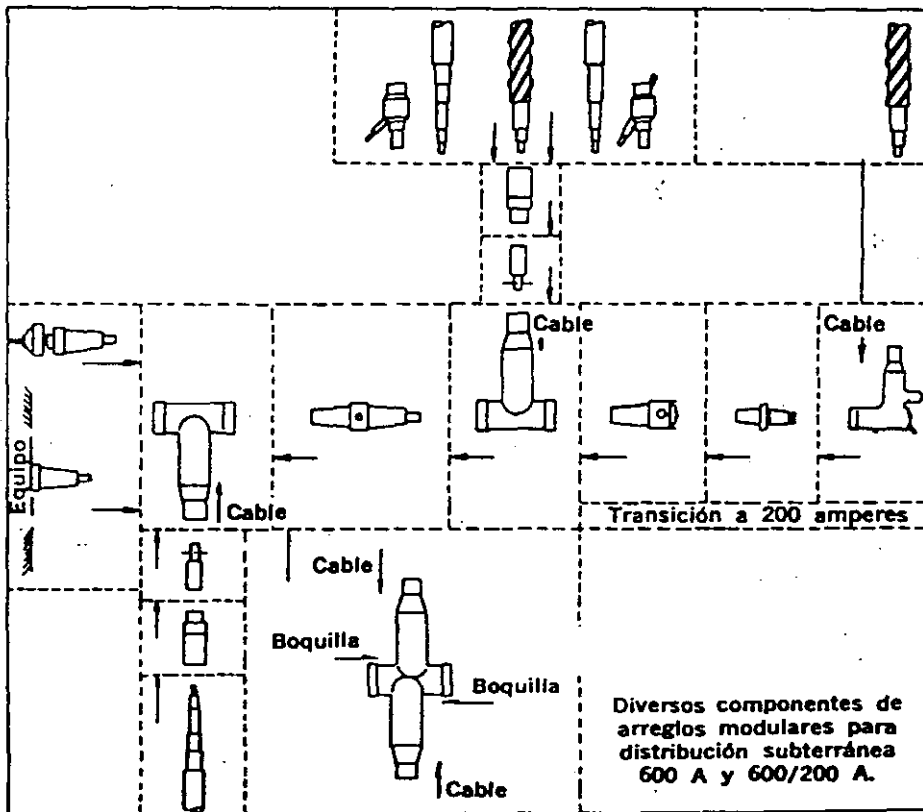 Cable
Cable
Equipo
Cable
Transición a 200 amperes
Cable
Boquilla
Boquilla
Cable
Diversos componentes de
arreglos modulares para
distribución subterránea
600 A y 600/200 A.